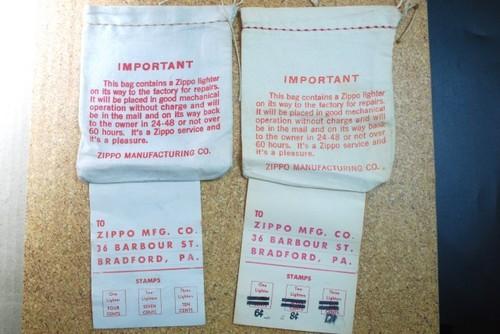 IMPORTANT
This bag contains a Zippo lighter
on its way to the factory for repairs.
It will be placed in good mechanical
operation without charge and will
be in the mail and on its way back
to the owner in 24-48 or not over
60 hours. It's a Zippo service and
it's a pleasure.
ZIPPO MANUFACTURING CO.
TO
ZIPPO MFG. CO.
36 BARBOUR ST.
BRADFORD, PA.
STAMPS
One
Lighter
FOUR
CENTS
Two
Lighters
SEVEN
CENTS
Three
Lighters
TEN
CENTS
IMPORTANT
This bag contains a Zippo lighter
on its way to the factory for repairs.
It will be placed in good mechanical
operation without charge and will
be in the mail and on its way back
to the owner in 24-48 or not over
60 hours. It's a Zippo service and
it's a pleasure.
ZIPPO MANUFACTURING CO.
TO
ZIPPO MFG. CO.
36 BARBOUR ST.
BRADFORD, PA.
STAMPS
One
Lighter
6¢
Two
Lighters
8¢
Three
Lighters